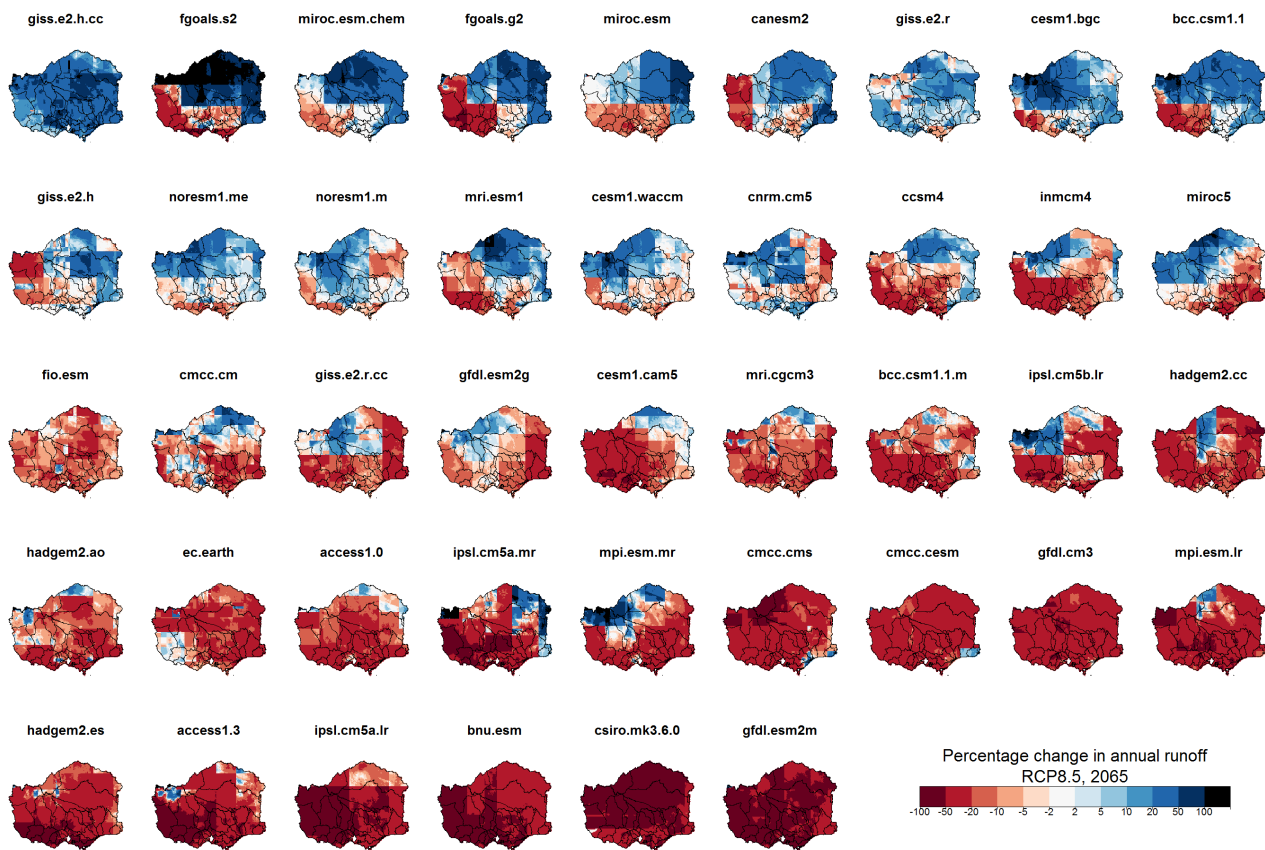 giss.e2.h.cc fgoals.s2 miroc.esm.chem fgoals.g2 miroc.esm canesm2 giss.e2.r cesm1.bgc bcc.csm1.1
giss.e2.h noresm1.me noresm1.m mri.esm1 cesm1.waccm cnrm.cm5 ccsm4 inmcm4 miroc5
fio.esm cmcc.cm giss.e2.r.cc gfdl.esm2g cesm1.cam5 mri.cgcm3 bcc.csm1.1.m ipsl.cm5b.lr hadgem2.cc
hadgem2.ao ec.earth access1.0 ipsl.cm5a.mr mpi.esm.mr cmcc.cms cmcc.cesm gfdl.cm3 mpi.esm.lr
hadgem2.es access1.3 ipsl.cm5a.lr bnu.esm csiro.mk3.6.0 gfdl.esm2m
Percentage change in annual runoff
RCP8.5, 2065
-100 -50 -20 -10 -5 -2 2 5 10 20 50 100